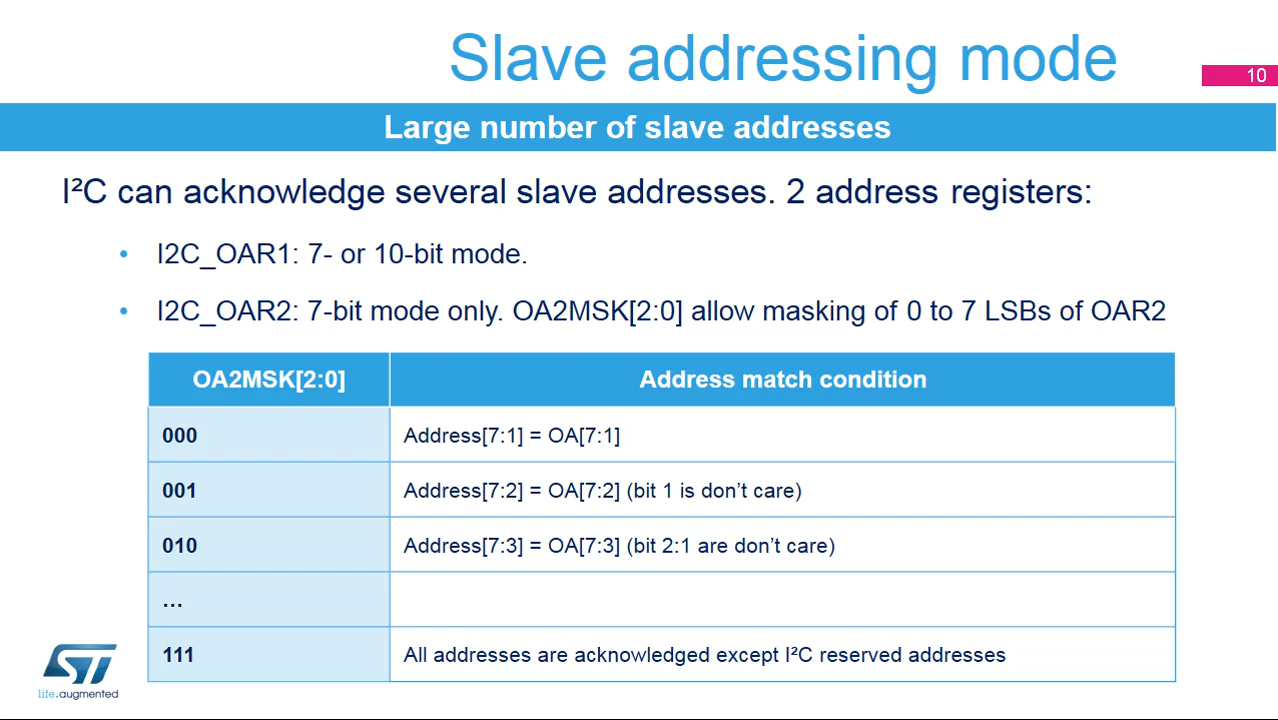 Slave addressing mode
10
Large number of slave addresses
I²C can acknowledge several slave addresses. 2 address registers:
• I2C_OAR1: 7- or 10-bit mode.
• I2C_OAR2: 7-bit mode only. OA2MSK[2:0] allow masking of 0 to 7 LSBs of OAR2
OA2MSK[2:0] Address match condition
000 Address[7:1] = OA[7:1]
001 Address[7:2] = OA[7:2] (bit 1 is don’t care)
010 Address[7:3] = OA[7:3] (bit 2:1 are don’t care)
…
111 All addresses are acknowledged except I²C reserved addresses
ST
life.augmented